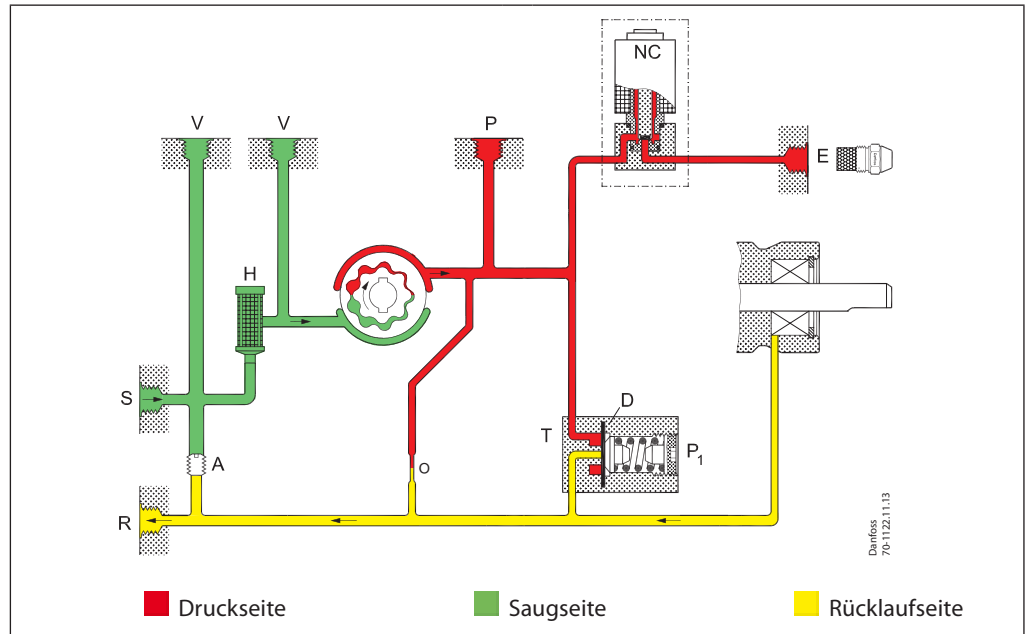 NC
V
V
P
E
H
S
A
O
T
D
P1
R
Danfoss
70-1122.11.13
Druckseite
Saugseite
Rücklaufseite